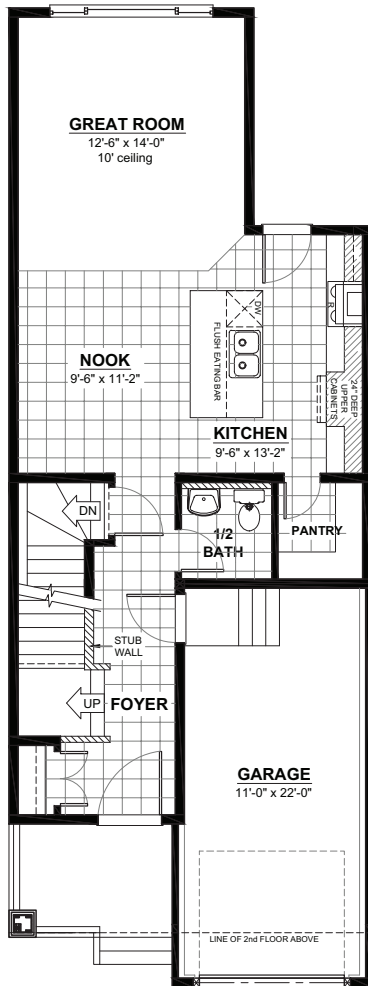 GREAT ROOM
12'-6" x 14'-0"
10' ceiling
DW
R
FLUSH EATING BAR
NOOK
9'-6" x 11'-2"
24" DEEP
UPPER
CABINETS
KITCHEN
9'-6" x 13'-2"
DN
1/2
BATH
PANTRY
STUB
WALL
UP
FOYER
GARAGE
11'-0" x 22'-0"
LINE OF 2nd FLOOR ABOVE